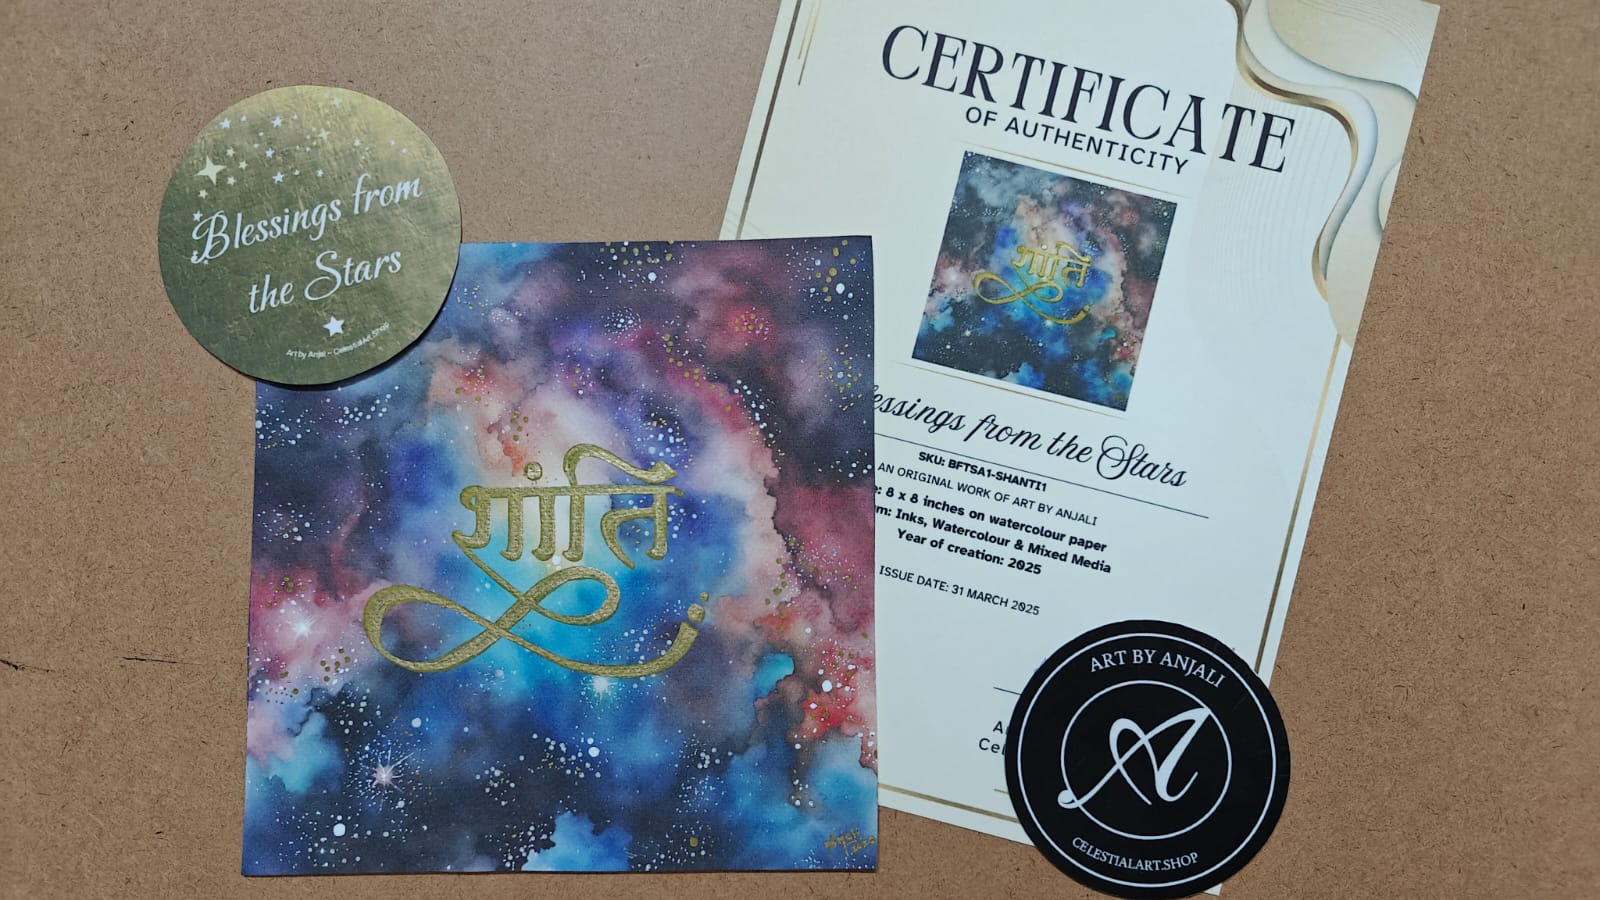 Blessings from
the Stars
Art by Anjali ~ CelestialArt.Shop
शांति
2025
CERTIFICATE
OF AUTHENTICITY
शांति
from the Stars
SKU: BFTSA1-SHANTI1
AN ORIGINAL WORK OF ART BY ANJALI
8 x 8 inches on watercolour paper
Inks, Watercolour & Mixed Media
Year of creation: 2025
ISSUE DATE: 31 MARCH 2025
ART BY ANJALI
A
CELESTIALART.SHOP